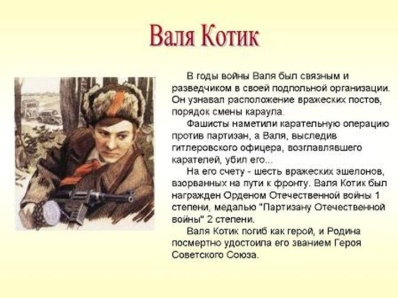 Валя Котик
В годы войны Валя был связным и
разведчиком в своей подпольной организации.
Он узнавал расположение вражеских постов,
порядок смены караула.
Фашисты наметили карательную операцию
против партизан, а Валя, выследив
гитлеровского офицера, возглавлявшего
карателей, убил его...
На его счету - шесть вражеских эшелонов,
взорванных на пути к фронту. Валя Котик был
награжден Орденом Отечественной войны 1
степени, медалью "Партизану Отечественной
войны" 2 степени.
Валя Котик погиб как герой, и Родина
посмертно удостоила его званием Героя
Советского Союза.